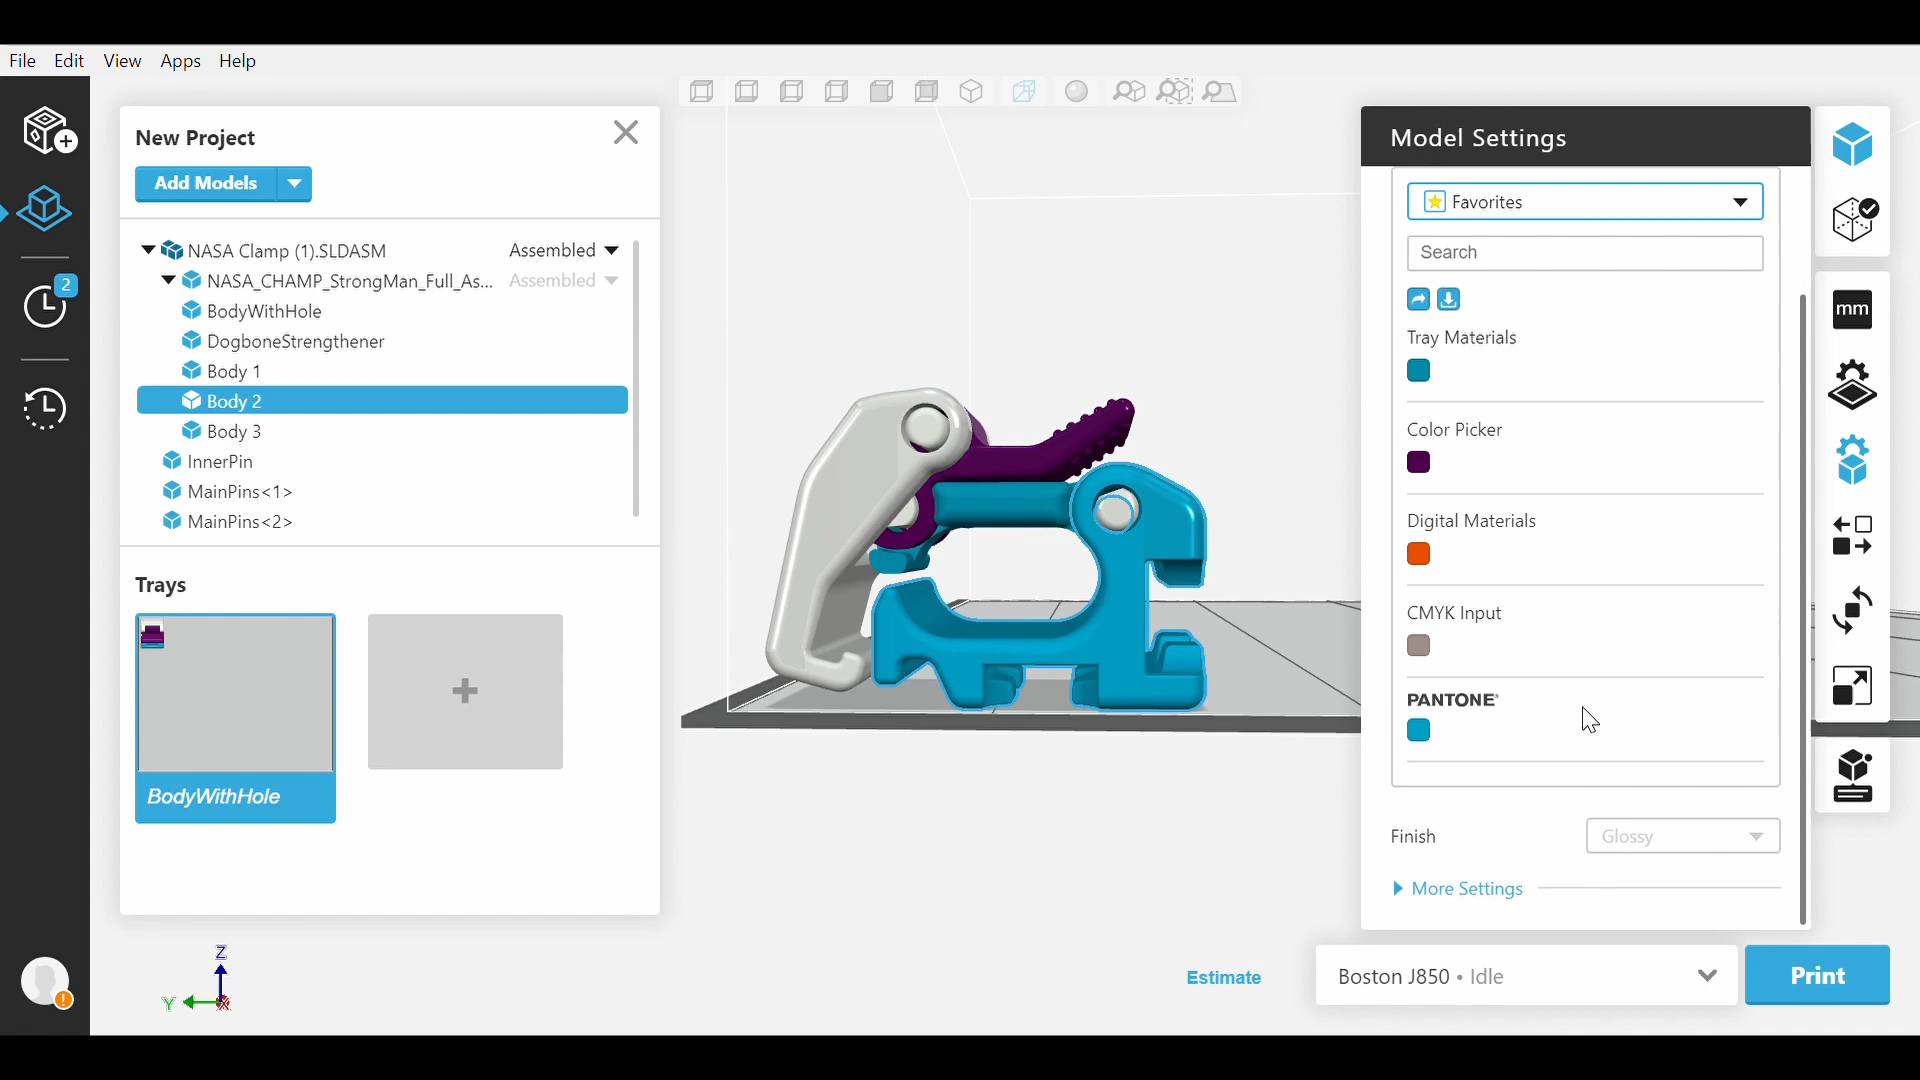 File Edit View Apps Help
New Project
Add Models
NASA Clamp (1).SLDASM Assembled
NASA_CHAMP_StrongMan_Full_As... Assembled
BodyWithHole
DogboneStrengthener
Body 1
Body 2
Body 3
InnerPin
MainPins<1>
MainPins<2>
Trays
BodyWithHole
2
Z
Y
X
Model Settings
Favorites
Search
Tray Materials
Color Picker
Digital Materials
CMYK Input
PANTONE®
Finish Glossy
More Settings
mm
Estimate
Boston J850 • Idle
Print